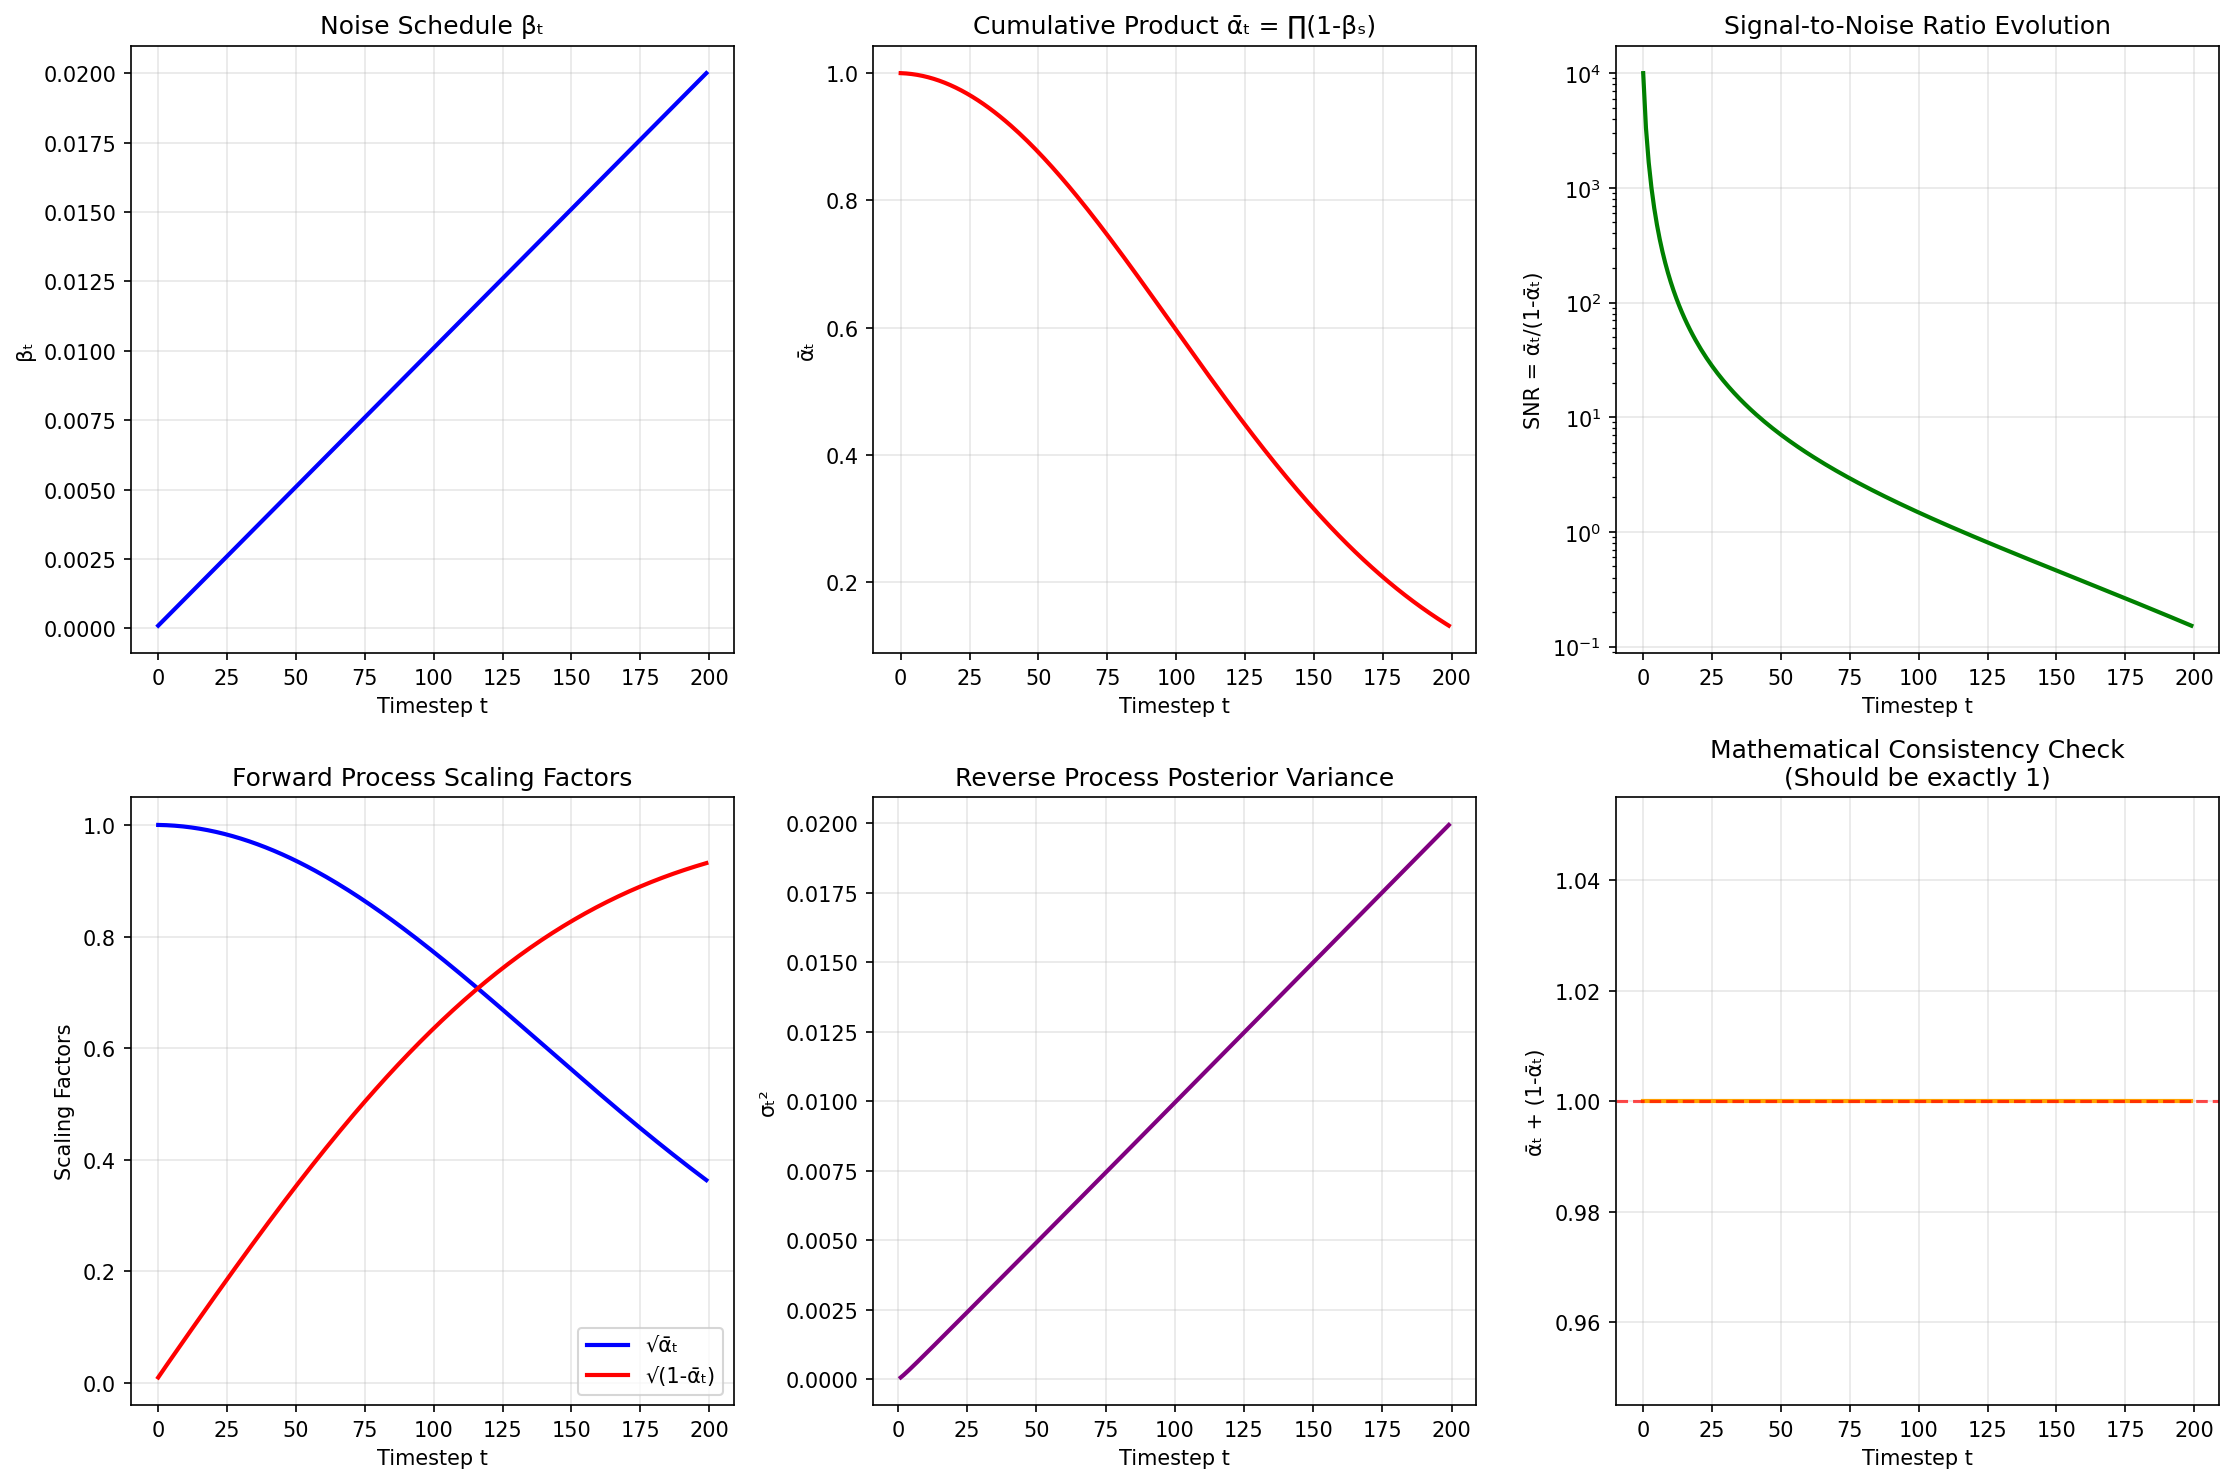 Noise Schedule βₜ
βₜ
0.0200
0.0175
0.0150
0.0125
0.0100
0.0075
0.0050
0.0025
0.0000
0 25 50 75 100 125 150 175 200
Timestep t
Cumulative Product ᾱₜ = ∏(1-βₛ)
ᾱₜ
1.0
0.8
0.6
0.4
0.2
0 25 50 75 100 125 150 175 200
Timestep t
Signal-to-Noise Ratio Evolution
SNR = ᾱₜ/(1-ᾱₜ)
10⁴
10³
10²
10¹
10⁰
10⁻¹
0 25 50 75 100 125 150 175 200
Timestep t
Forward Process Scaling Factors
Scaling Factors
1.0
0.8
0.6
0.4
0.2
0.0
√ᾱₜ
√(1-ᾱₜ)
0 25 50 75 100 125 150 175 200
Timestep t
Reverse Process Posterior Variance
σₜ²
0.0200
0.0175
0.0150
0.0125
0.0100
0.0075
0.0050
0.0025
0.0000
0 25 50 75 100 125 150 175 200
Timestep t
Mathematical Consistency Check
(Should be exactly 1)
ᾱₜ + (1-ᾱₜ)
1.04
1.02
1.00
0.98
0.96
0 25 50 75 100 125 150 175 200
Timestep t